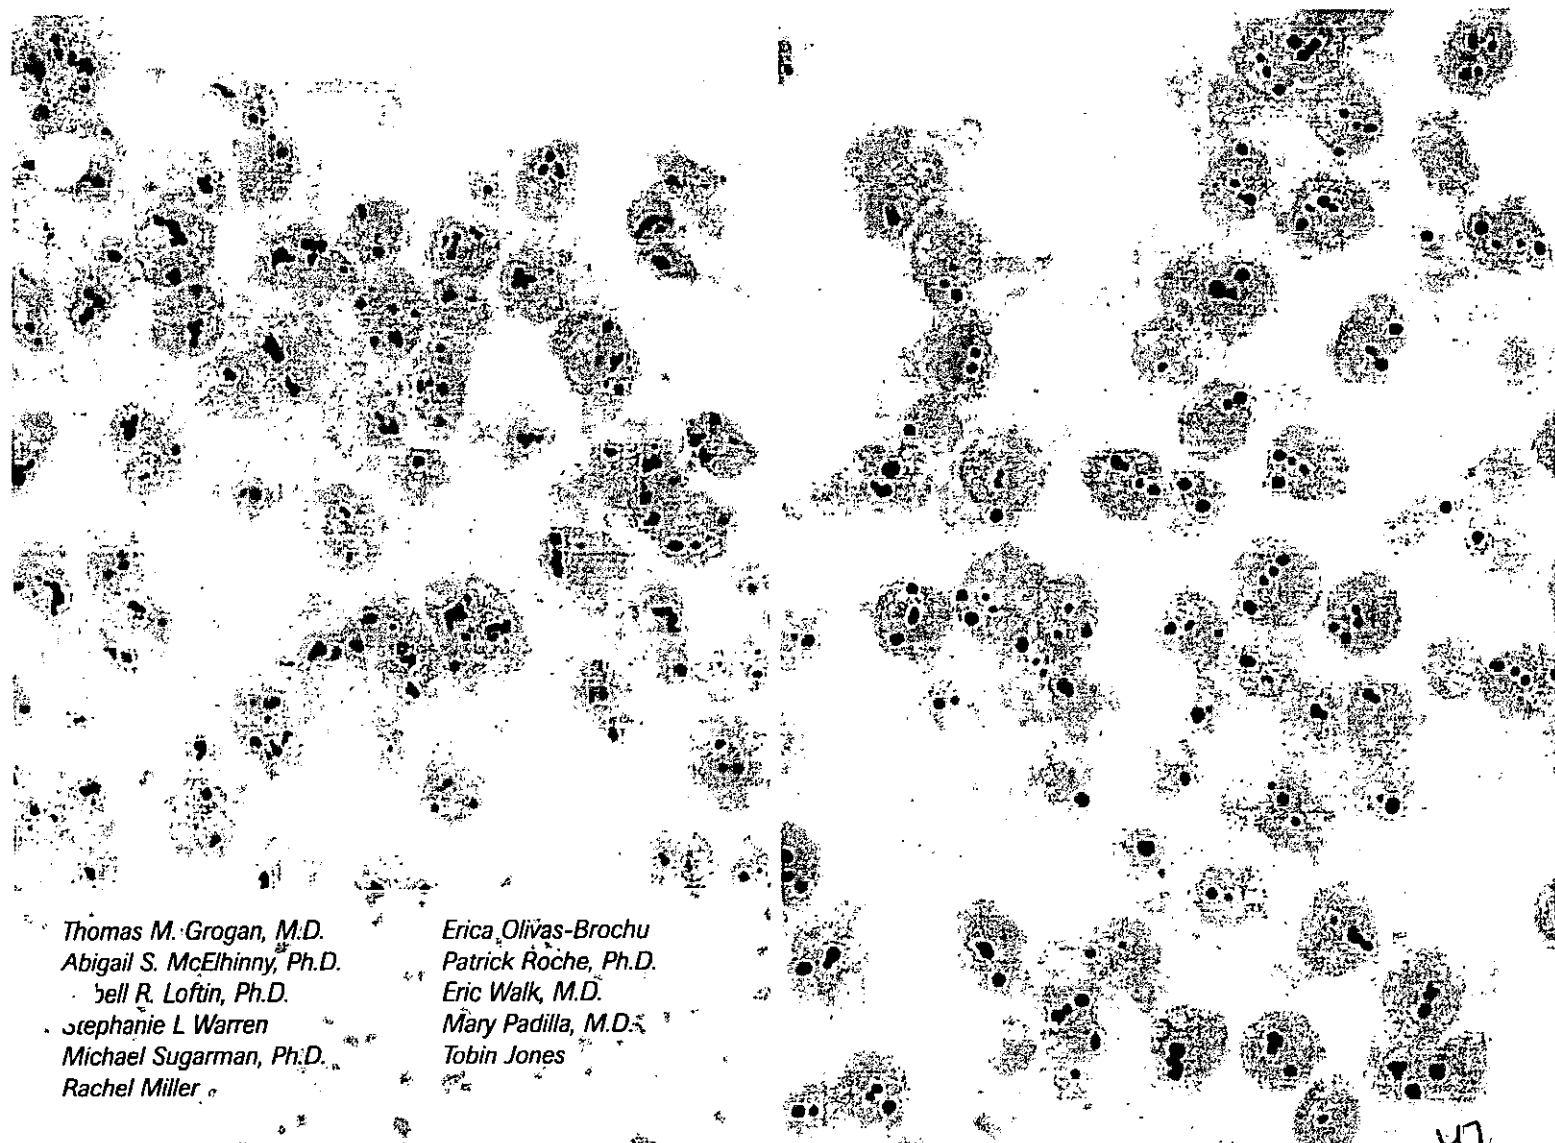 Thomas M. Grogan, M.D.
Abigail S. McElhinny, Ph.D.
R. Loftin, Ph.D.
Stephanie L Warren
Michael Sugarman, Ph.D.
Rachel Miller
Erica Olivas-Brochu
Patrick Roche, Ph.D.
Eric Walk, M.D.
Mary Padilla, M.D.
Tobin Jones